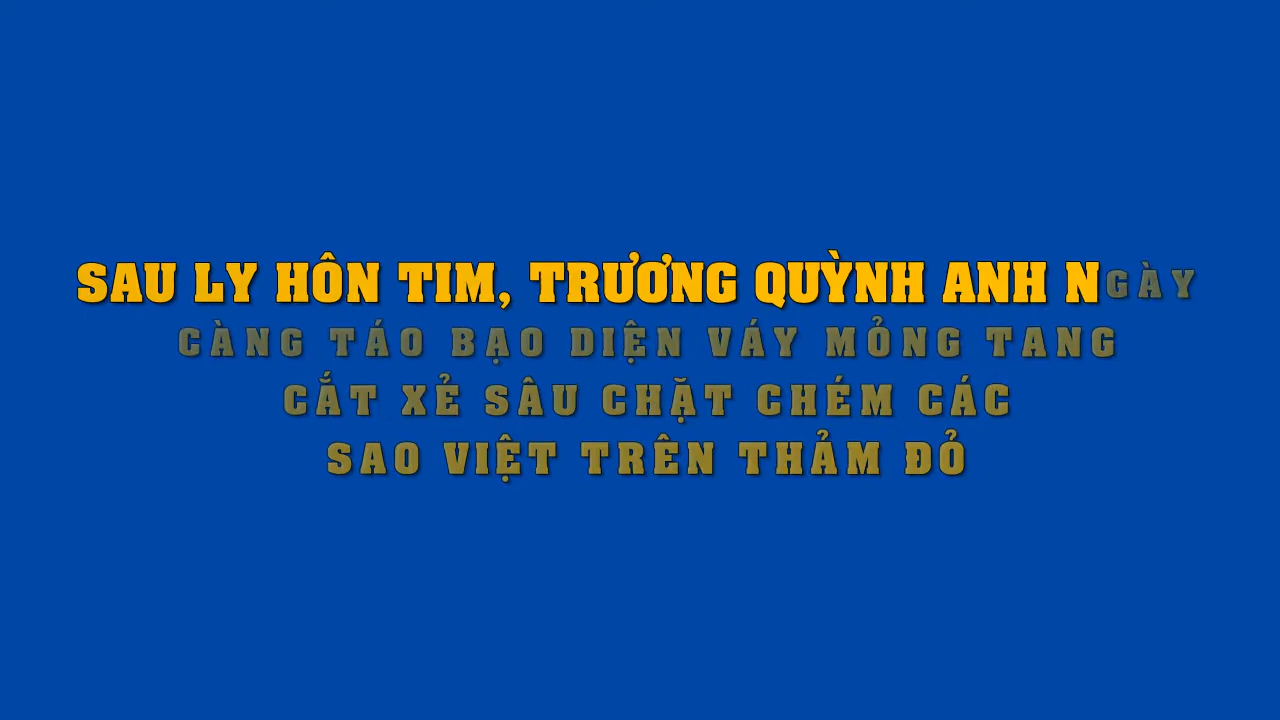 SAU LY HÔN TIM, TRƯƠNG QUỲNH ANH NGÀY
CÀNG TÁO BẠO DIỆN VÁY MỎNG TANG
CẮT XẺ SÂU CHẶT CHÉM CÁC
SAO VIỆT TRÊN THẢM ĐỎ